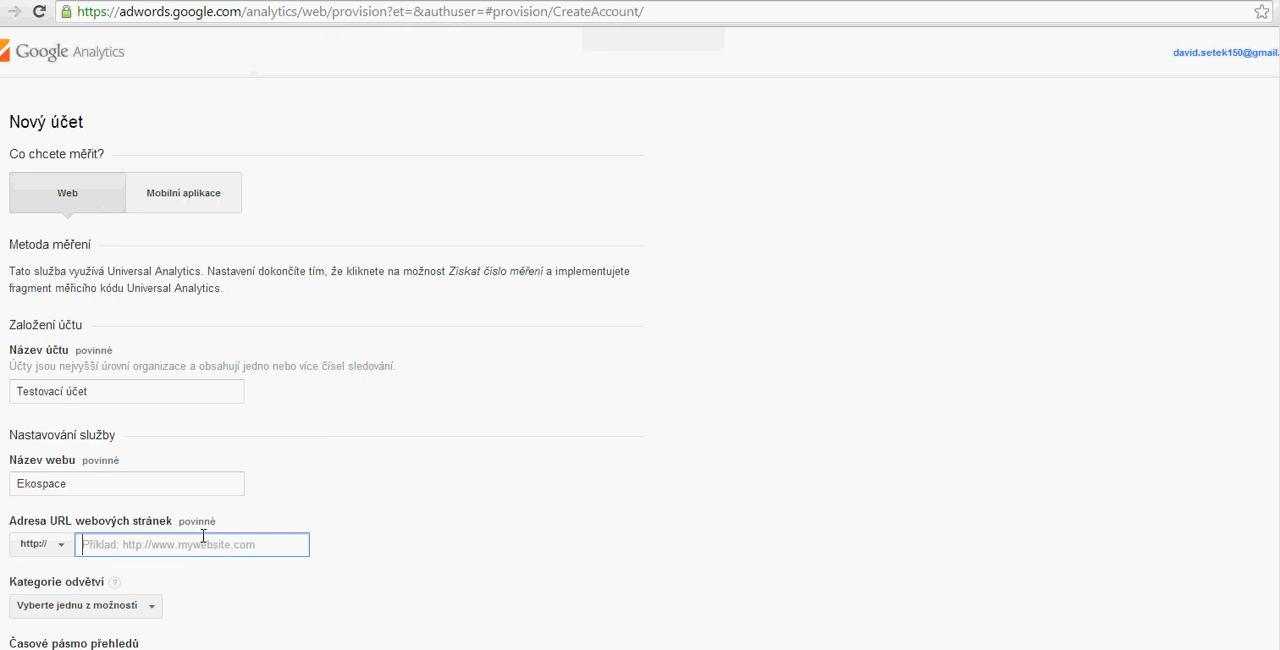 https://adwords.google.com/analytics/web/provision?et=&authuser=#provision/CreateAccount/
Google Analytics
david.setek150@gmail.
Nový účet
Co chcete měřit?
Web
Mobilní aplikace
Metoda měření
Tato služba využívá Universal Analytics. Nastavení dokončíte tím, že kliknete na možnost Získat číslo měření a implementujete
fragment měřicího kódu Universal Analytics.
Založení účtu
Název účtu povinné
Účty jsou nejvyšší úrovní organizace a obsahují jedno nebo více čísel sledování.
Testovací účet
Nastavování služby
Název webu povinné
Ekospace
Adresa URL webových stránek povinné
http://
Příklad: http://www.mywebsite.com
Kategorie odvětví ?
Vyberte jednu z možností
Časové pásmo přehledů